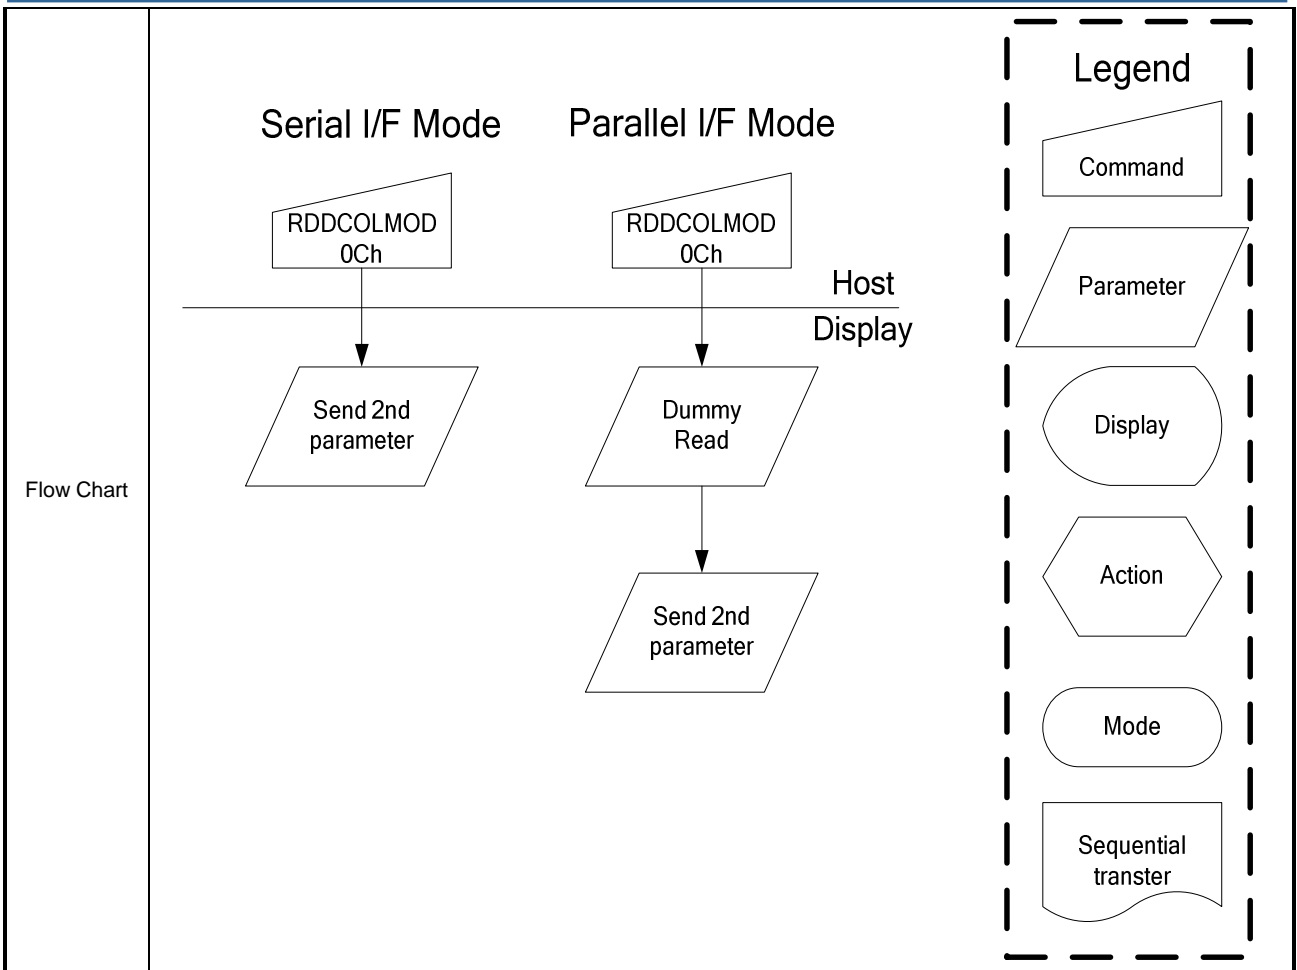 Flow Chart
Serial I/F Mode
RDDCOLMOD
0Ch
Send 2nd
parameter
Parallel I/F Mode
RDDCOLMOD
0Ch
Host
Display
Dummy
Read
Send 2nd
parameter
Legend
Command
Parameter
Display
Action
Mode
Sequential
transter